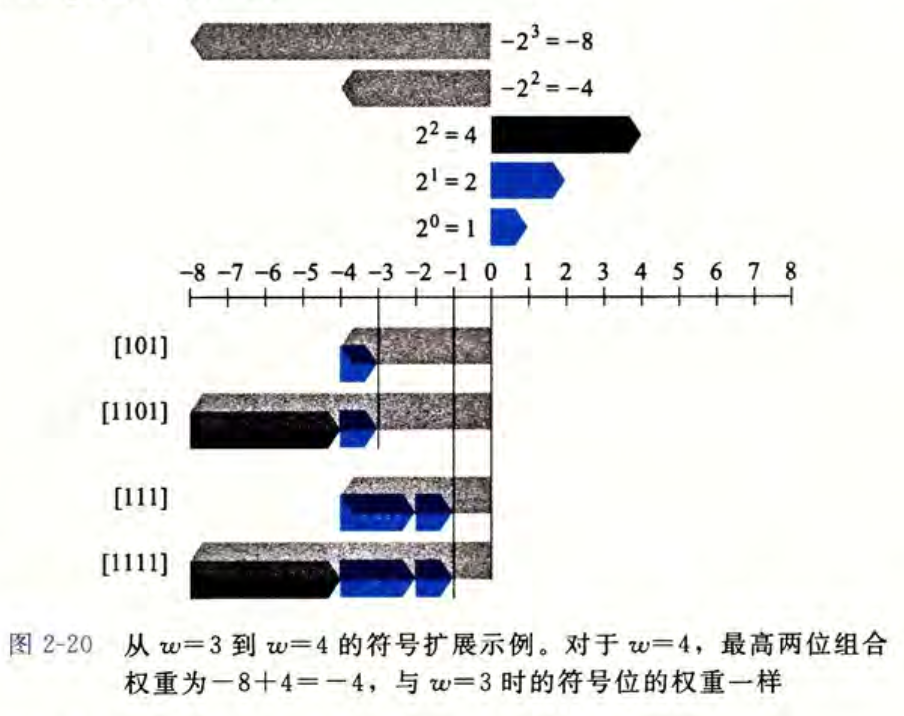 −2³ = −8
−2² = −4
2² = 4
2¹ = 2
2⁰ = 1
−8 −7 −6 −5 −4 −3 −2 −1 0 1 2 3 4 5 6 7 8
[101]
[1101]
[111]
[1111]
图 2-20 从 w=3 到 w=4 的符号扩展示例。对于 w=4，最高两位组合
权重为−8+4=−4，与 w=3 时的符号位的权重一样